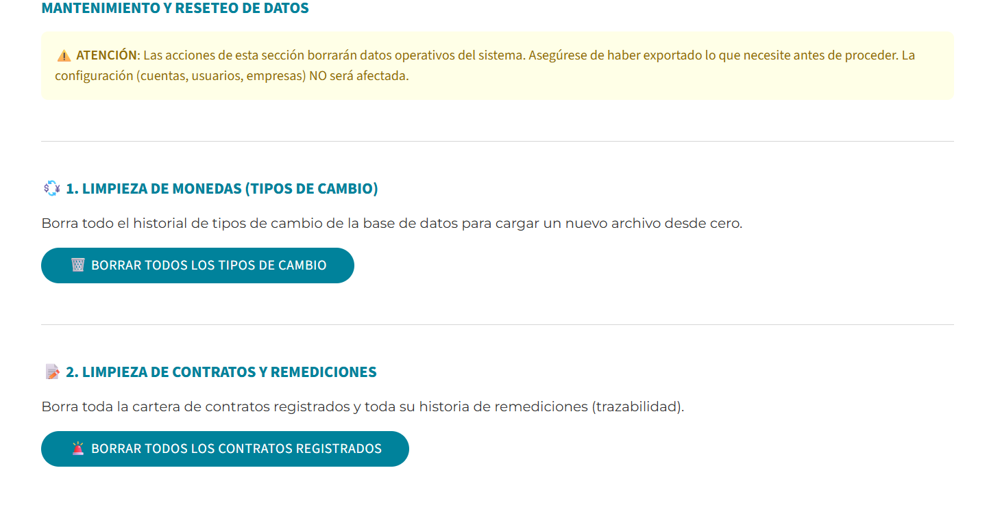 MANTENIMIENTO Y RESETEO DE DATOS
⚠️ ATENCIÓN: Las acciones de esta sección borrarán datos operativos del sistema. Asegúrese de haber exportado lo que necesite antes de proceder. La
configuración (cuentas, usuarios, empresas) NO será afectada.
💱 1. LIMPIEZA DE MONEDAS (TIPOS DE CAMBIO)
Borra todo el historial de tipos de cambio de la base de datos para cargar un nuevo archivo desde cero.
🗑️ BORRAR TODOS LOS TIPOS DE CAMBIO
📝 2. LIMPIEZA DE CONTRATOS Y REMEDICIONES
Borra toda la cartera de contratos registrados y toda su historia de remediciones (trazabilidad).
🚨 BORRAR TODOS LOS CONTRATOS REGISTRADOS